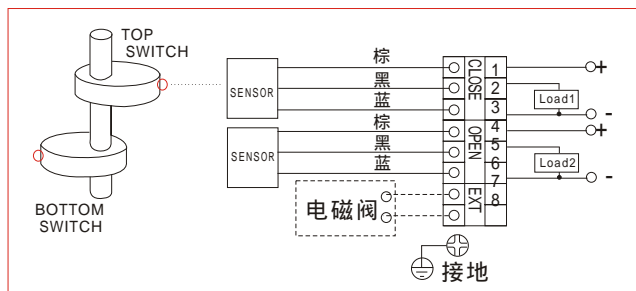 TOP
SWITCH
BOTTOM
SWITCH
SENSOR
SENSOR
棕
黑
蓝
棕
黑
蓝
电磁阀
CLOSE
OPEN
EXT
1
2
3
4
5
6
7
8
+
Load1
-
+
Load2
-
接地